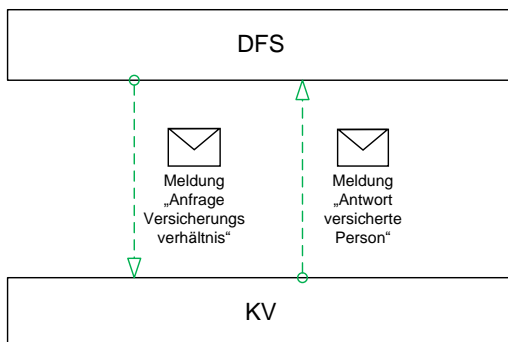 DFS
Meldung
„Anfrage
Versicherungs
verhältnis“
Meldung
„Antwort
versicherte
Person“
KV